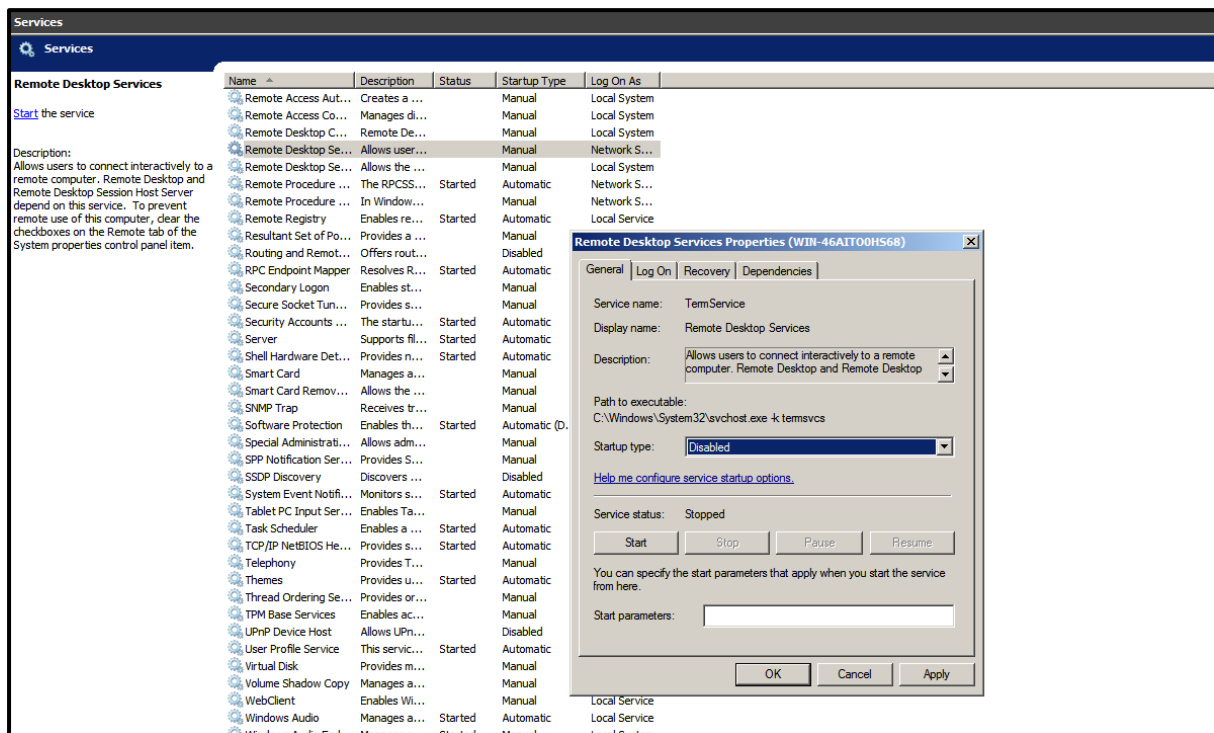 Services
Services
Remote Desktop Services
Start the service
Description:
Allows users to connect interactively to a
remote computer. Remote Desktop and
Remote Desktop Session Host Server
depend on this service. To prevent
remote use of this computer, clear the
checkboxes on the Remote tab of the
System properties control panel item.
Name Description Status Startup Type Log On As
Remote Access Aut... Creates a ... Manual Local System
Remote Access Co... Manages di... Manual Local System
Remote Desktop C... Remote De... Manual Local System
Remote Desktop Se... Allows user... Manual Network S...
Remote Desktop Se... Allows the ... Manual Local System
Remote Procedure ... The RPCSS... Started Automatic Network S...
Remote Procedure ... In Window... Manual Network S...
Remote Registry Enables re... Started Automatic Local Service
Resultant Set of Po... Provides a ... Manual
Routing and Remot... Offers rout... Disabled
RPC Endpoint Mapper Resolves R... Started Automatic
Secondary Logon Enables st... Manual
Secure Socket Tun... Provides s... Manual
Security Accounts ... The startu... Started Automatic
Server Supports fil... Started Automatic
Shell Hardware Det... Provides n... Started Automatic
Smart Card Manages a... Manual
Smart Card Remov... Allows the ... Manual
SNMP Trap Receives tr... Manual
Software Protection Enables th... Started Automatic (D.
Special Administrati... Allows adm... Manual
SPP Notification Ser... Provides S... Manual
SSDP Discovery Discovers ... Disabled
System Event Notifi... Monitors s... Started Automatic
Tablet PC Input Ser... Enables Ta... Manual
Task Scheduler Enables a ... Started Automatic
TCP/IP NetBIOS He... Provides s... Started Automatic
Telephony Provides T... Manual
Themes Provides u... Started Automatic
Thread Ordering Se... Provides or... Manual
TPM Base Services Enables ac... Manual
UPnP Device Host Allows UPn... Disabled
User Profile Service This servic... Started Automatic
Virtual Disk Provides m... Manual
Volume Shadow Copy Manages a... Manual
WebClient Enables Wi... Manual Local Service
Windows Audio Manages a... Started Automatic Local Service
Remote Desktop Services Properties (WIN-46AITO0HS68)
General Log On Recovery Dependencies
Service name: TermService
Display name: Remote Desktop Services
Description: Allows users to connect interactively to a remote
computer. Remote Desktop and Remote Desktop
Path to executable:
C:\Windows\System32\svchost.exe -k termsvcs
Startup type: Disabled
Help me configure service startup options.
Service status: Stopped
Start Stop Pause Resume
You can specify the start parameters that apply when you start the service
from here.
Start parameters:
OK Cancel Apply